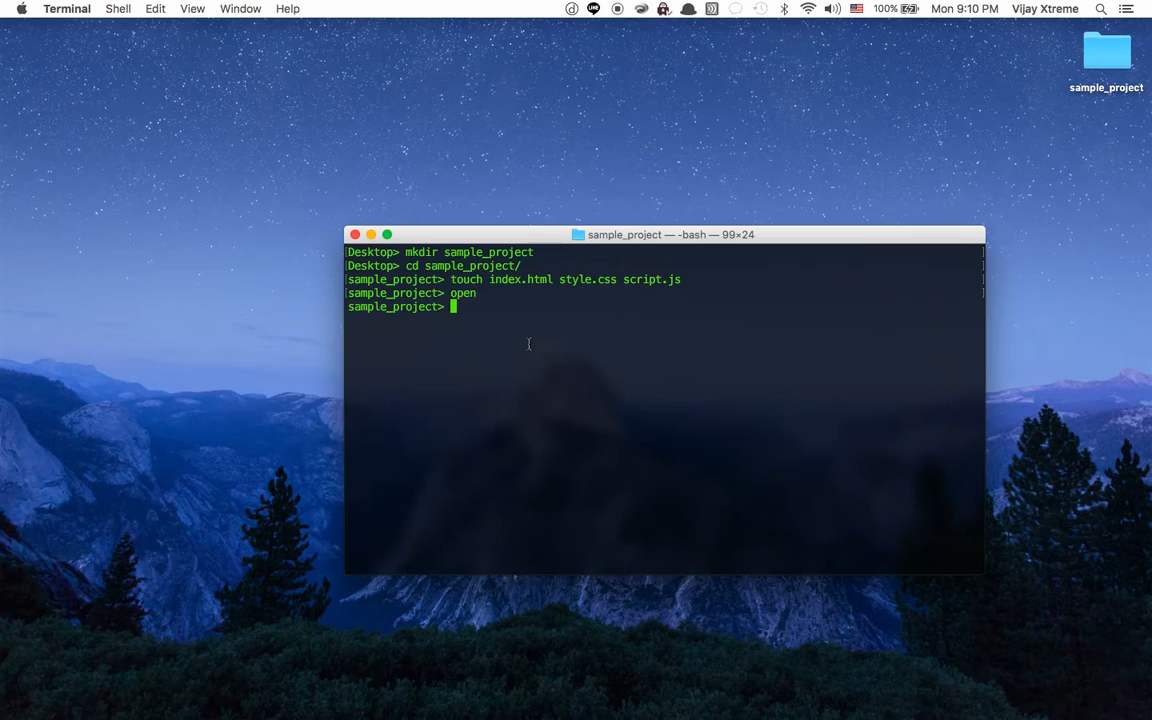 Terminal Shell Edit View Window Help 100% Mon 9:10 PM Vijay Xtreme
sample_project
sample_project — -bash — 99×24
[Desktop> mkdir sample_project ]
[Desktop> cd sample_project/ ]
[sample_project> touch index.html style.css script.js ]
[sample_project> open ]
sample_project>